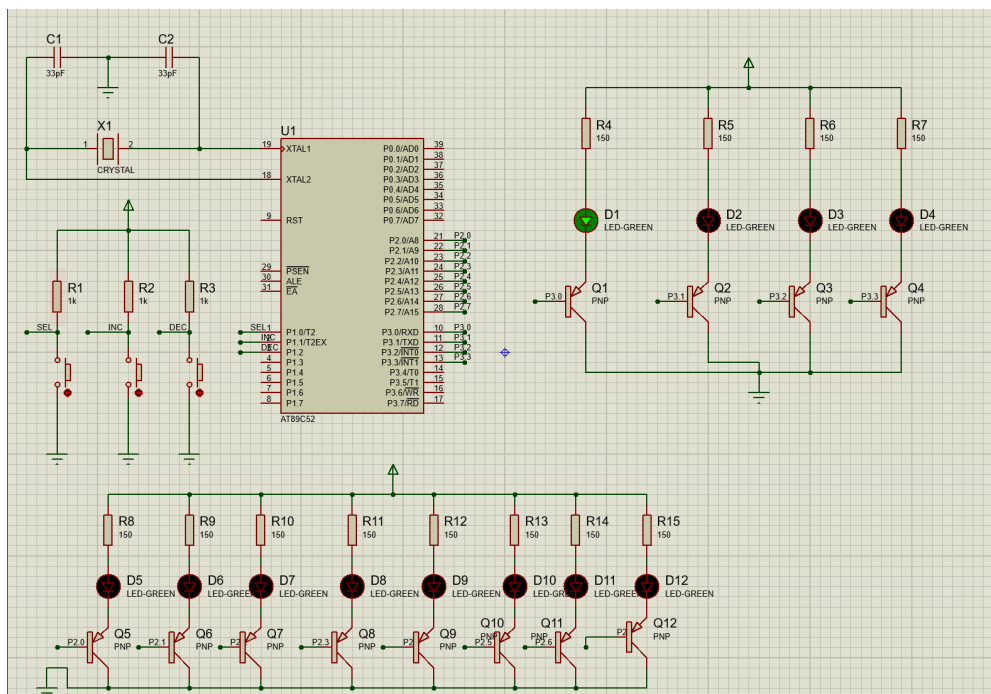 C1
33pF
C2
33pF
X1
1
2
CRYSTAL
U1
19
XTAL1
18
XTAL2
9
RST
29
PSEN
30
ALE
31
EA
SEL 1
P1.0/T2
INC
P1.1/T2EX
DEC
P1.2
4
P1.3
5
P1.4
6
P1.5
7
P1.6
8
P1.7
AT89C52
P0.0/AD0
39
P0.1/AD1
38
P0.2/AD2
37
P0.3/AD3
36
P0.4/AD4
35
P0.5/AD5
34
P0.6/AD6
33
P0.7/AD7
32
P2.0/A8
21
P2.0
P2.1/A9
22
P2.1
P2.2/A10
23
P2.2
P2.3/A11
24
P2.3
P2.4/A12
25
P2.4
P2.5/A13
26
P2.5
P2.6/A14
27
P2.6
P2.7/A15
28
P2.7
P3.0/RXD
10
P3.0
P3.1/TXD
11
P3.1
P3.2/INT0
12
P3.2
P3.3/INT1
13
P3.3
P3.4/T0
14
P3.5/T1
15
P3.6/WR
16
P3.7/RD
17
R1
1k
R2
1k
R3
1k
SEL
INC
DEC
R4
150
R5
150
R6
150
R7
150
D1
LED-GREEN
D2
LED-GREEN
D3
LED-GREEN
D4
LED-GREEN
P3.0
Q1
PNP
P3.1
Q2
PNP
P3.2
Q3
PNP
P3.3
Q4
PNP
R8
150
R9
150
R10
150
R11
150
R12
150
R13
150
R14
150
R15
150
D5
LED-GREEN
D6
LED-GREEN
D7
LED-GREEN
D8
LED-GREEN
D9
LED-GREEN
D10
LED-GREEN
D11
LED-GREEN
D12
LED-GREEN
P2.0
Q5
PNP
P2.1
Q6
PNP
P2
Q7
PNP
P2.3
Q8
PNP
P2
Q9
PNP
P2.5
Q10
PNP
P2.6
Q11
PNP
P2
Q12
PNP